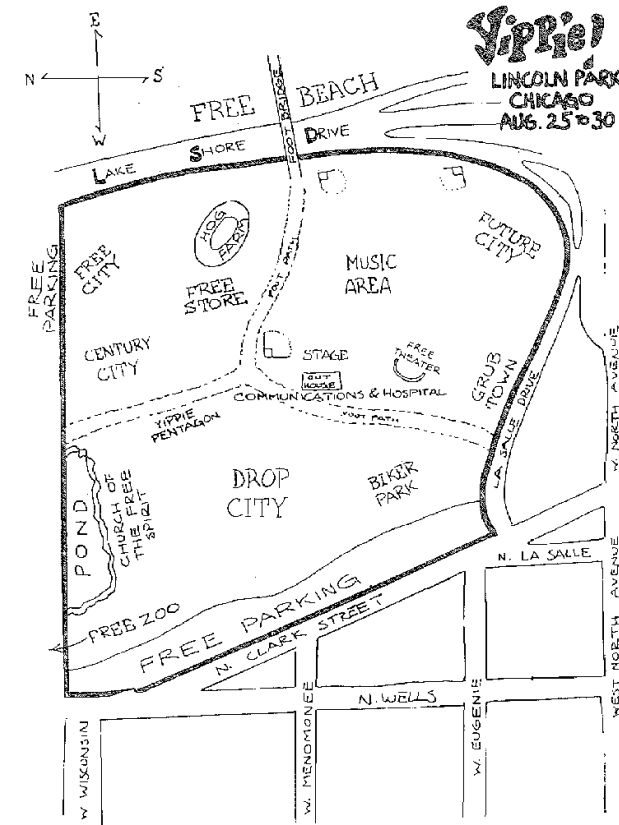 Yippie!
LINCOLN PARK
CHICAGO
AUG. 25 TO 30
E
N
S
W
FREE BEACH
FOOT BRIDGE
LAKE SHORE DRIVE
FREE PARKING
FREE
CITY
HOG
FARM
FREE
STORE
FOOT PATH
MUSIC
AREA
FUTURE
CITY
CENTURY
CITY
STAGE
FREE
THEATER
OUT
HOUSE
COMMUNICATIONS & HOSPITAL
GRUB
TOWN
LA SALLE DRIVE
W NORTH AVENUE
YIPPIE
PENTAGON
FOOT PATH
DROP
CITY
BIKER
PARK
POND
CHURCH OF
THE FREE
SPIRIT
FREE ZOO
FREE PARKING
N. CLARK STREET
N. LA SALLE
N. WELLS
W WISCONSIN
W. MENOMONEE
W. EUGENIE
WEST NORTH AVENUE